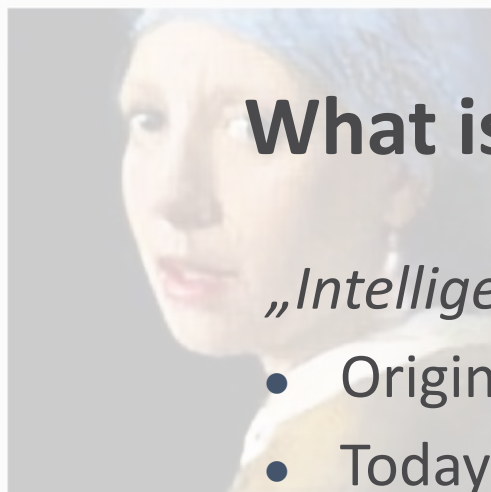 What is
„Intellige
• Origin
• Today